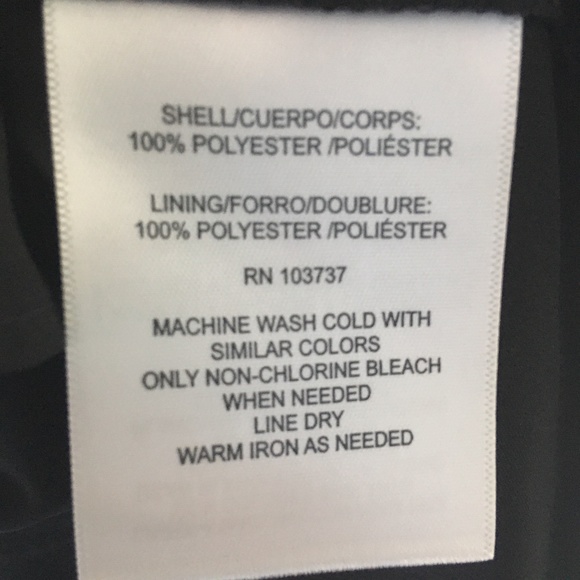 SHELL/CUERPO/CORPS:
100% POLYESTER /POLIÉSTER
LINING/FORRO/DOUBLURE:
100% POLYESTER /POLIÉSTER
RN 103737
MACHINE WASH COLD WITH
SIMILAR COLORS
ONLY NON-CHLORINE BLEACH
WHEN NEEDED
LINE DRY
WARM IRON AS NEEDED